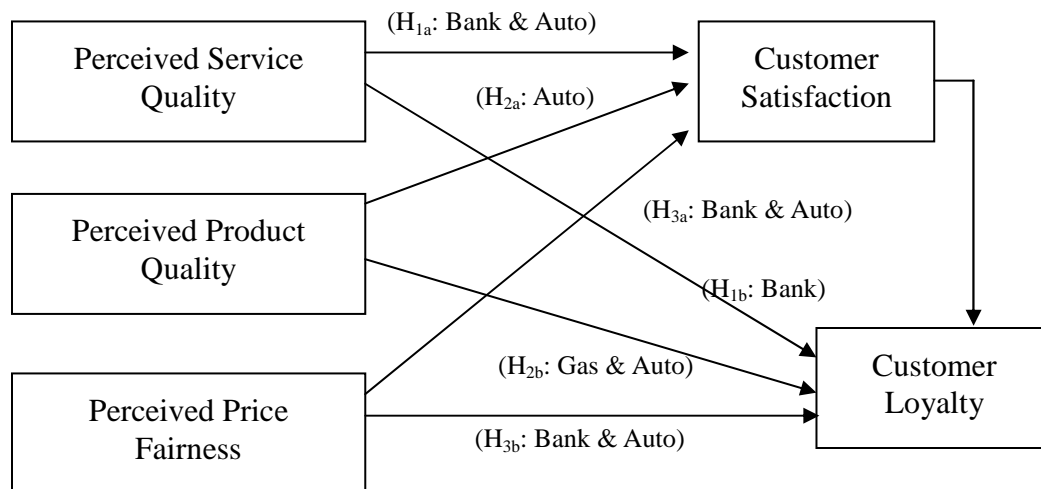 (H1a: Bank & Auto)
Perceived Service
Quality
Customer
Satisfaction
(H2a: Auto)
(H3a: Bank & Auto)
Perceived Product
Quality
(H1b: Bank)
(H2b: Gas & Auto)
Customer
Loyalty
Perceived Price
Fairness
(H3b: Bank & Auto)